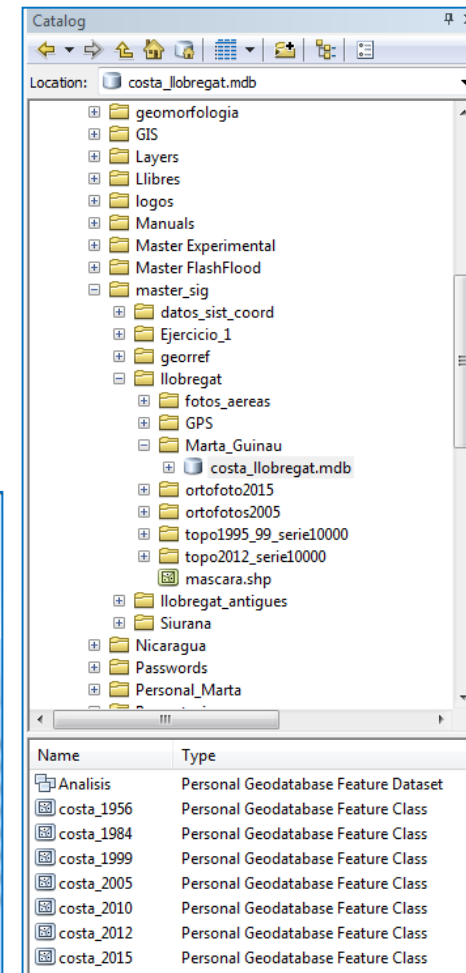 Catalog
Location: costa_llobregat.mdb
geomorfologia
GIS
Layers
Llibres
logos
Manuals
Master Experimental
Master FlashFlood
master_sig
datos_sist_coord
Ejercicio_1
georref
llobregat
fotos_aereas
GPS
Marta_Guinau
costa_llobregat.mdb
ortofoto2015
ortofotos2005
topo1995_99_serie10000
topo2012_serie10000
mascara.shp
llobregat_antigues
Siurana
Nicaragua
Passwords
Personal_Marta
Name Type
Analisis Personal Geodatabase Feature Dataset
costa_1956 Personal Geodatabase Feature Class
costa_1984 Personal Geodatabase Feature Class
costa_1999 Personal Geodatabase Feature Class
costa_2005 Personal Geodatabase Feature Class
costa_2010 Personal Geodatabase Feature Class
costa_2012 Personal Geodatabase Feature Class
costa_2015 Personal Geodatabase Feature Class